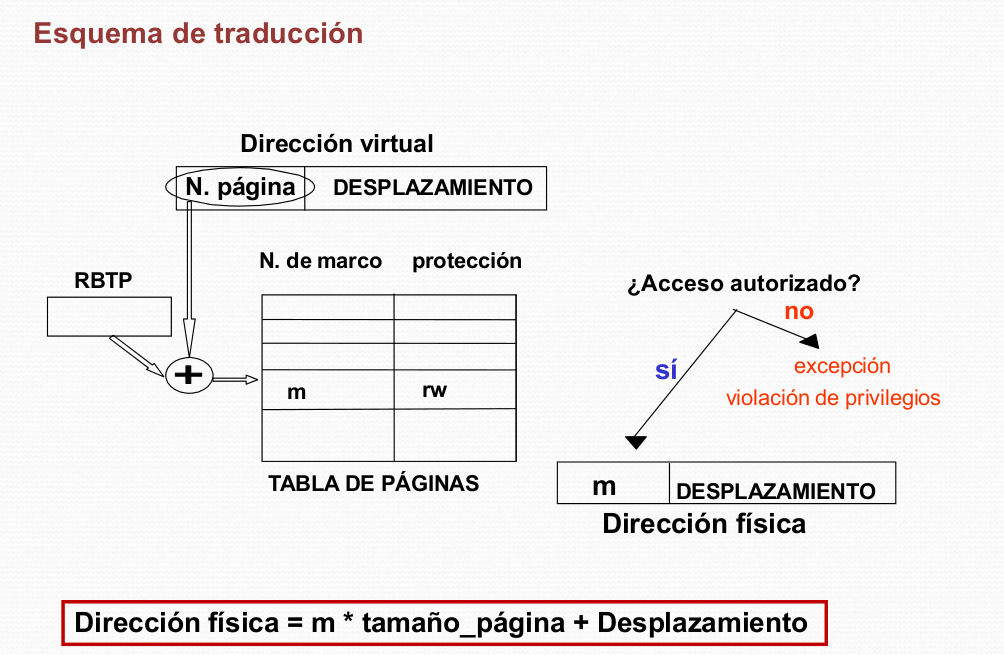 Esquema de traducción
Dirección virtual
N. página DESPLAZAMIENTO
N. de marco protección
RBTP
¿Acceso autorizado?
no
sí
excepción
violación de privilegios
+
m rw
TABLA DE PÁGINAS
m DESPLAZAMIENTO
Dirección física
Dirección física = m * tamaño_página + Desplazamiento